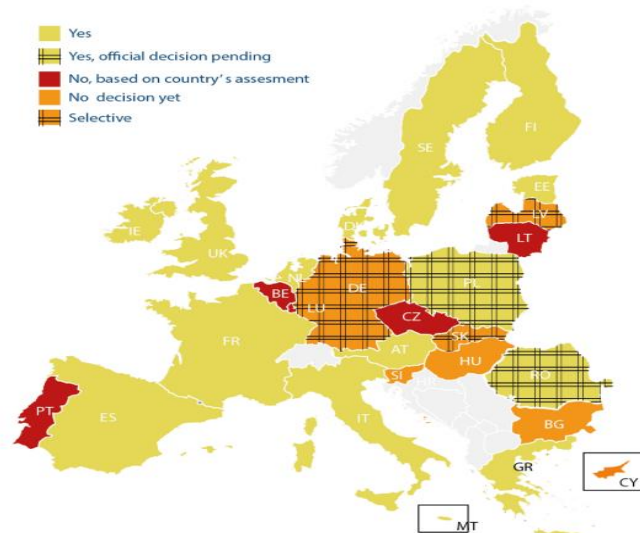 Yes
Yes, official decision pending
No, based on country's assesment
No decision yet
Selective
FI
SE
EE
LV
DK
LT
IE
UK
NL
BE
DE
PL
LU
CZ
SK
FR
AT
HU
SI
RO
PT
ES
IT
BG
GR
CY
MT